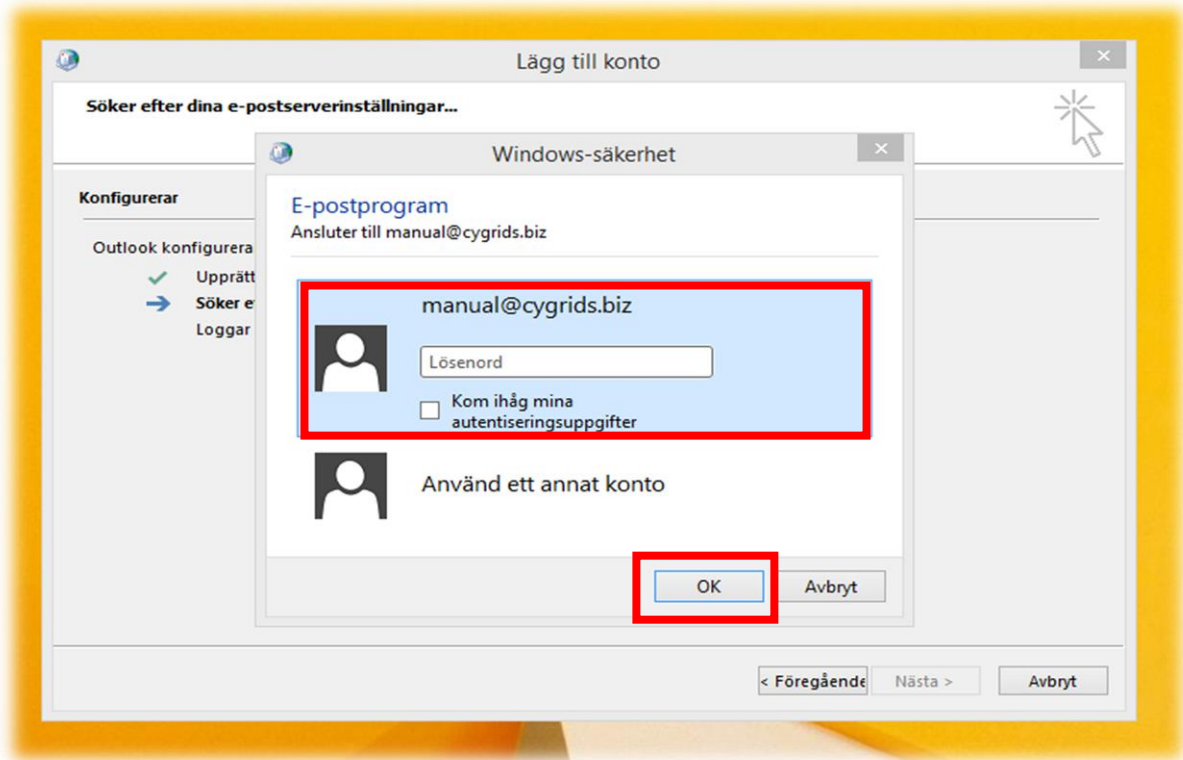 Lägg till konto
Söker efter dina e-postserverinställningar...
Windows-säkerhet
Konfigurerar
E-postprogram
Ansluter till manual@cygrids.biz
Outlook konfigurera
Upprätt
Söker e
Loggar
manual@cygrids.biz
Lösenord
Kom ihåg mina
autentiseringsuppgifter
Använd ett annat konto
OK
Avbryt
< Föregående
Nästa >
Avbryt